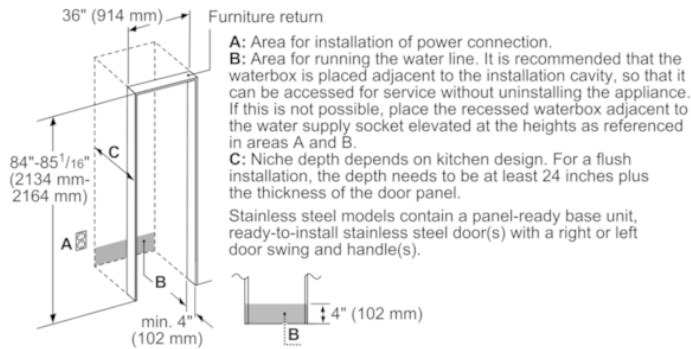 36" (914 mm)
Furniture return
A: Area for installation of power connection.
B: Area for running the water line. It is recommended that the
waterbox is placed adjacent to the installation cavity, so that it
can be accessed for service without uninstalling the appliance.
If this is not possible, place the recessed waterbox adjacent to
the water supply socket elevated at the heights as referenced
in areas A and B.
C: Niche depth depends on kitchen design. For a flush
installation, the depth needs to be at least 24 inches plus
the thickness of the door panel.
Stainless steel models contain a panel-ready base unit,
ready-to-install stainless steel door(s) with a right or left
door swing and handle(s).
C
84"-85 1/16"
(2134 mm-
2164 mm)
A
B
min. 4"
(102 mm)
4" (102 mm)
B